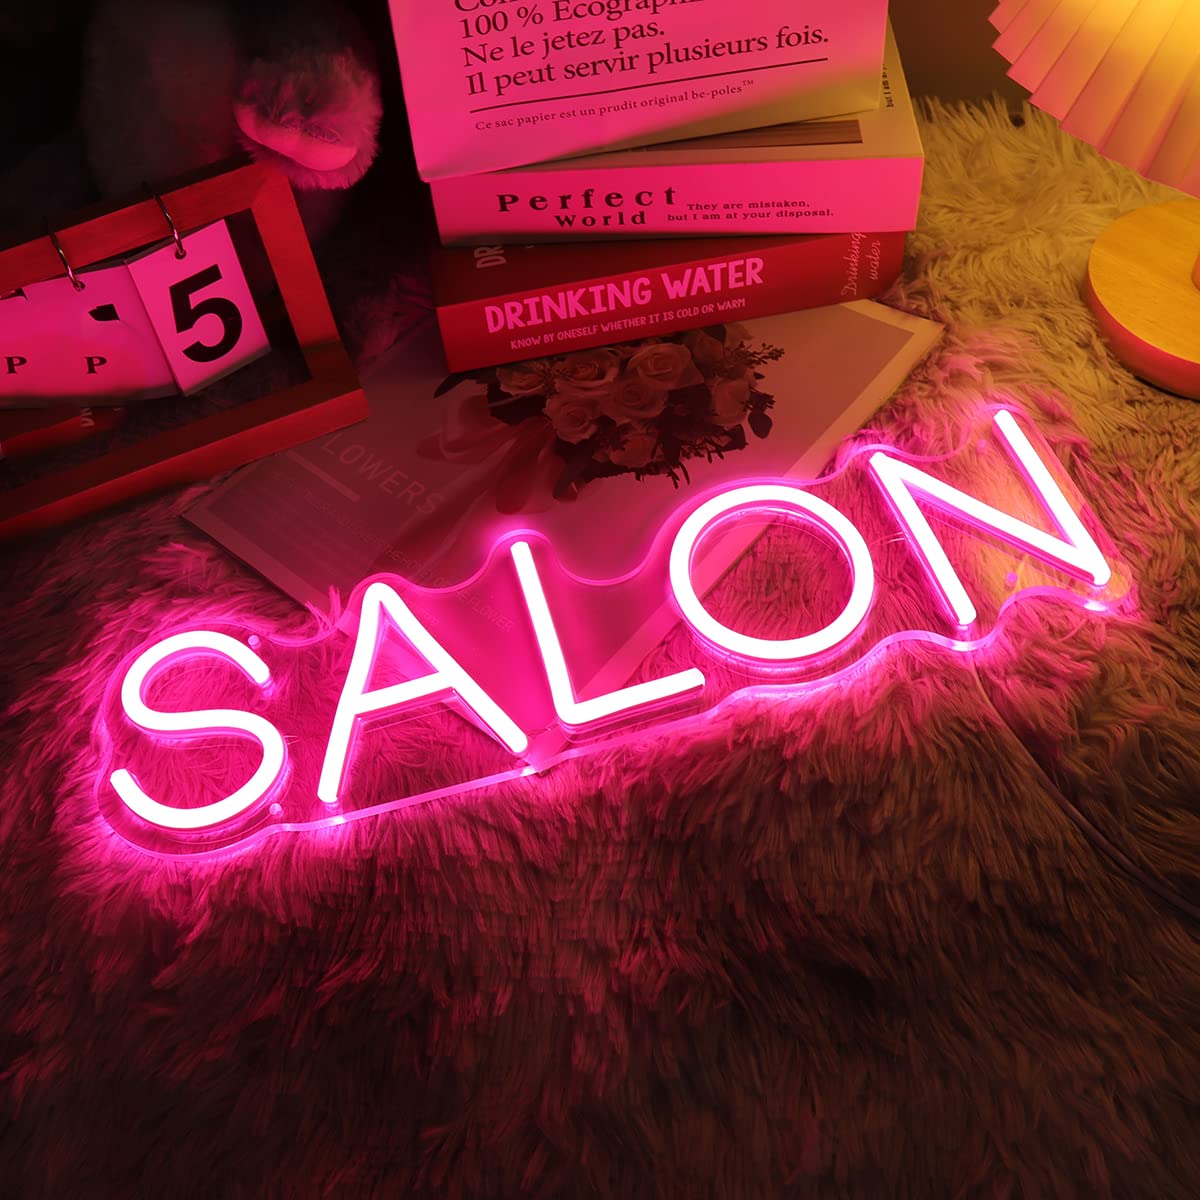 100 % Ecograph
Ne le jetez pas.
Il peut servir plusieurs fois.
Ce sac papier est un prudit original be-poles™
Perfect
World
They are mistaken,
but I am at your disposal.
DRINKING WATER
KNOW BY ONESELF WHETHER IT IS COLD OR WARM
Drinking
water
P P 5
LOWERS
SALON